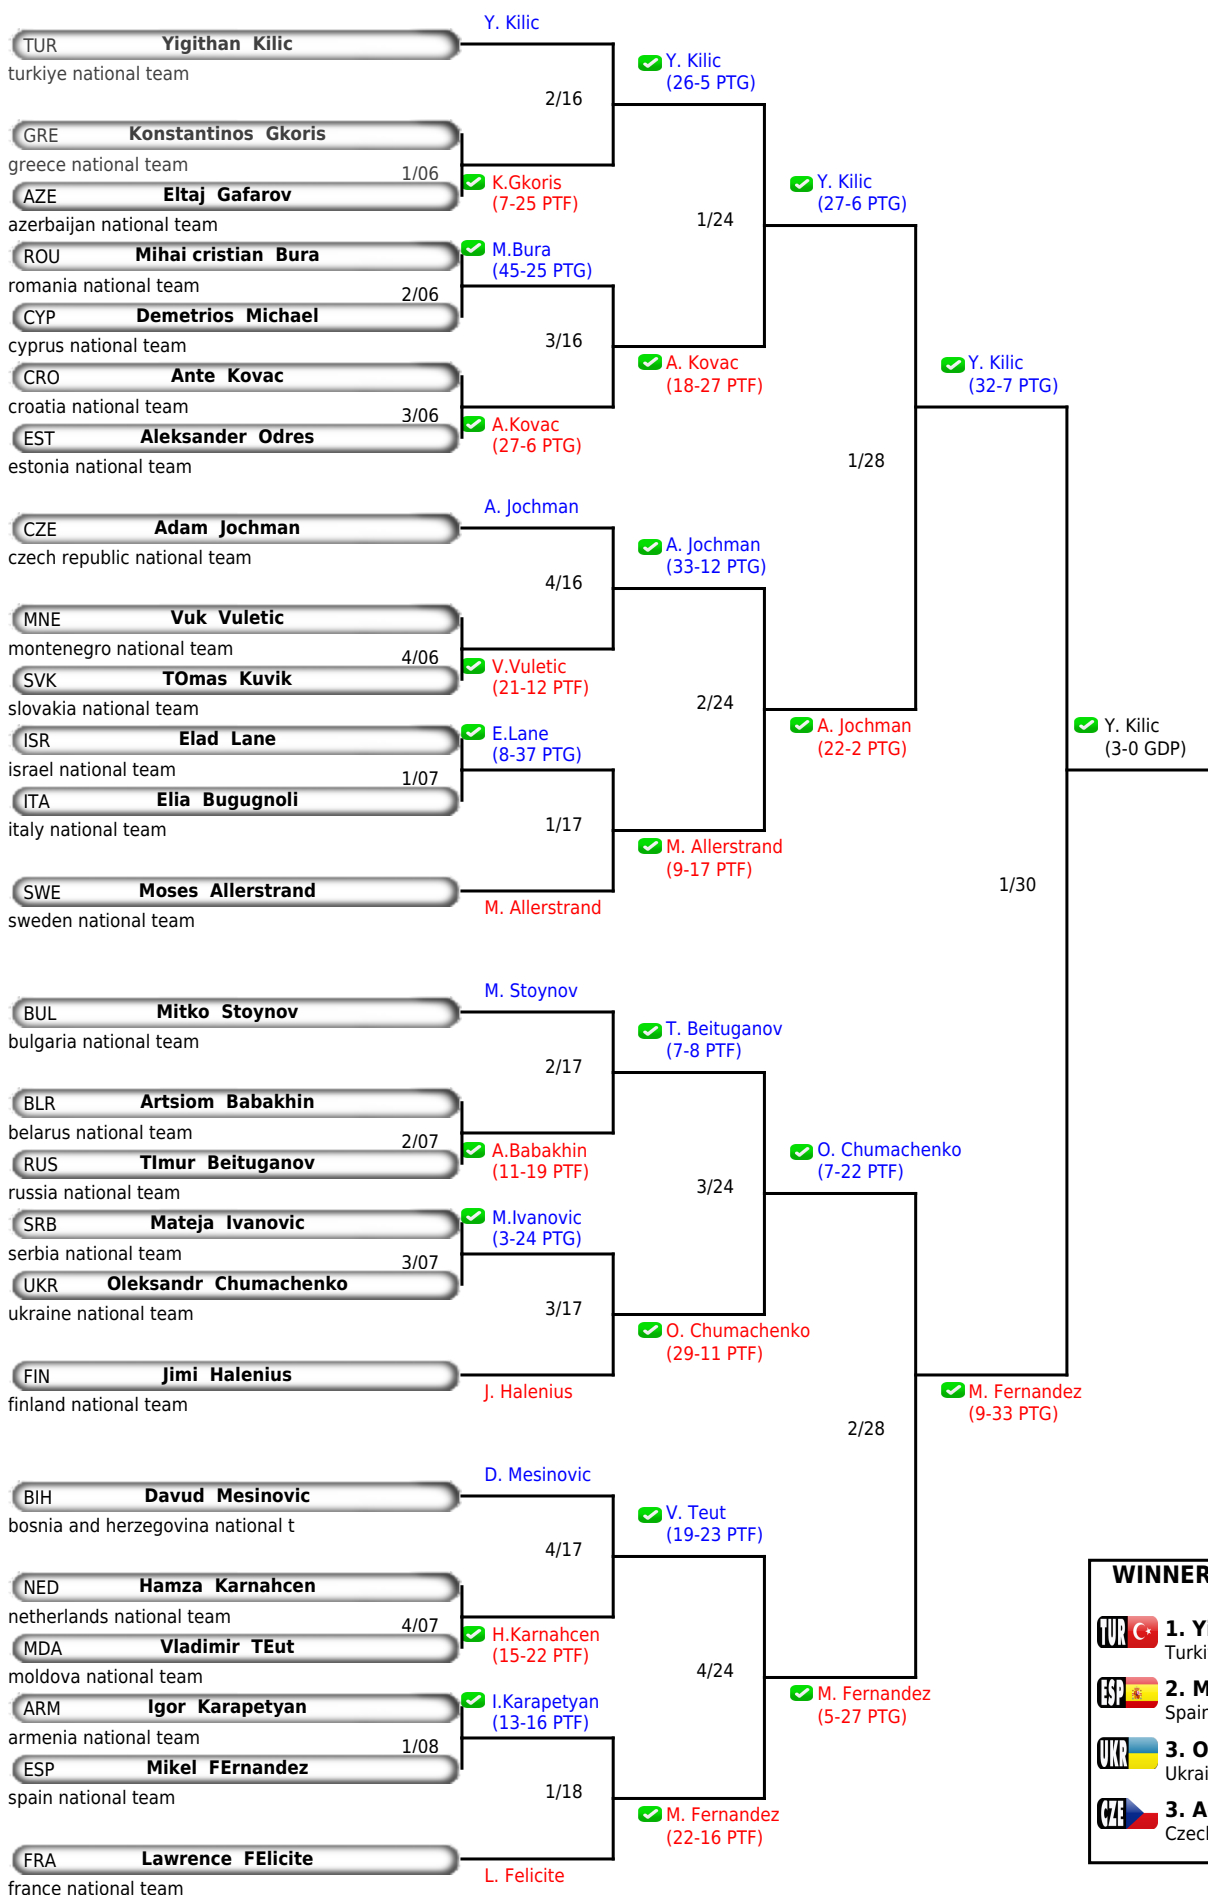 Y. Kilic
TUR Yigithan Kilic
turkiye national team
Y. Kilic
(26-5 PTG)
2/16
GRE Konstantinos Gkoris
greece national team
1/06
K.Gkoris
(7-25 PTF)
AZE Eltaj Gafarov
azerbaijan national team
Y. Kilic
(27-6 PTG)
1/24
ROU Mihai cristian Bura
romania national team
M.Bura
(45-25 PTG)
2/06
CYP Demetrios Michael
cyprus national team
3/16
A. Kovac
(18-27 PTF)
Y. Kilic
(32-7 PTG)
CRO Ante Kovac
croatia national team
3/06
A.Kovac
(27-6 PTG)
EST Aleksander Odres
estonia national team
1/28
A. Jochman
CZE Adam Jochman
czech republic national team
A. Jochman
(33-12 PTG)
4/16
MNE Vuk Vuletic
montenegro national team
4/06
V.Vuletic
(21-12 PTF)
SVK TOmas Kuvik
slovakia national team
2/24
A. Jochman
(22-2 PTG)
Y. Kilic
(3-0 GDP)
ISR Elad Lane
israel national team
E.Lane
(8-37 PTG)
1/07
ITA Elia Bugugnoli
italy national team
1/17
M. Allerstrand
(9-17 PTF)
SWE Moses Allerstrand
sweden national team
M. Allerstrand
1/30
M. Stoynov
BUL Mitko Stoynov
bulgaria national team
T. Beituganov
(7-8 PTF)
2/17
BLR Artsiom Babakhin
belarus national team
2/07
A.Babakhin
(11-19 PTF)
RUS TImur Beituganov
russia national team
O. Chumachenko
(7-22 PTF)
3/24
SRB Mateja Ivanovic
serbia national team
M.Ivanovic
(3-24 PTG)
3/07
UKR Oleksandr Chumachenko
ukraine national team
3/17
O. Chumachenko
(29-11 PTF)
FIN Jimi Halenius
finland national team
J. Halenius
M. Fernandez
(9-33 PTG)
2/28
D. Mesinovic
BIH Davud Mesinovic
bosnia and herzegovina national t
V. Teut
(19-23 PTF)
4/17
NED Hamza Karnahcen
netherlands national team
4/07
H.Karnahcen
(15-22 PTF)
MDA Vladimir TEut
moldova national team
4/24
M. Fernandez
(5-27 PTG)
ARM Igor Karapetyan
armenia national team
I.Karapetyan
(13-16 PTF)
1/08
ESP Mikel FErnandez
spain national team
1/18
M. Fernandez
(22-16 PTF)
FRA Lawrence FElicite
france national team
L. Felicite
WINNER
TUR 1. Yi
Turki
ESP 2. M
Spain
UKR 3. O
Ukrai
CZE 3. A
Czech